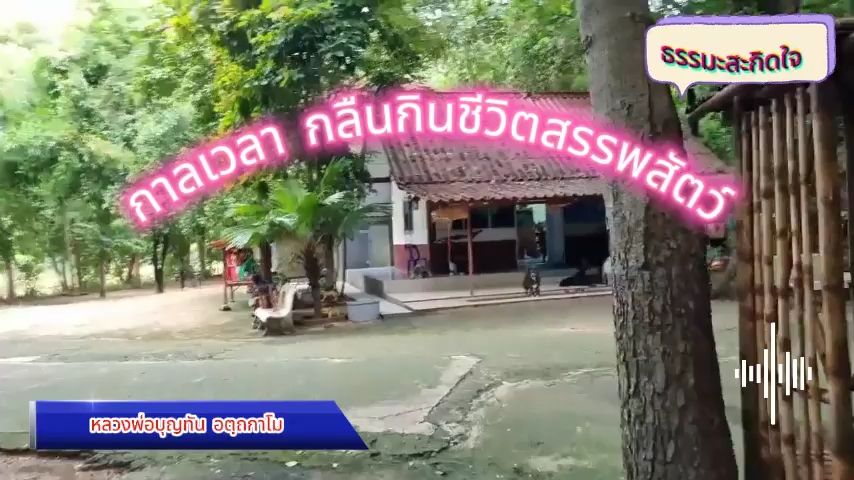 ธรรมะสะกิดใจ
กาลเวลา กลืนกินชีวิตสรรพสัตว์
หลวงพ่อบุญทัน อตฺถกาโม